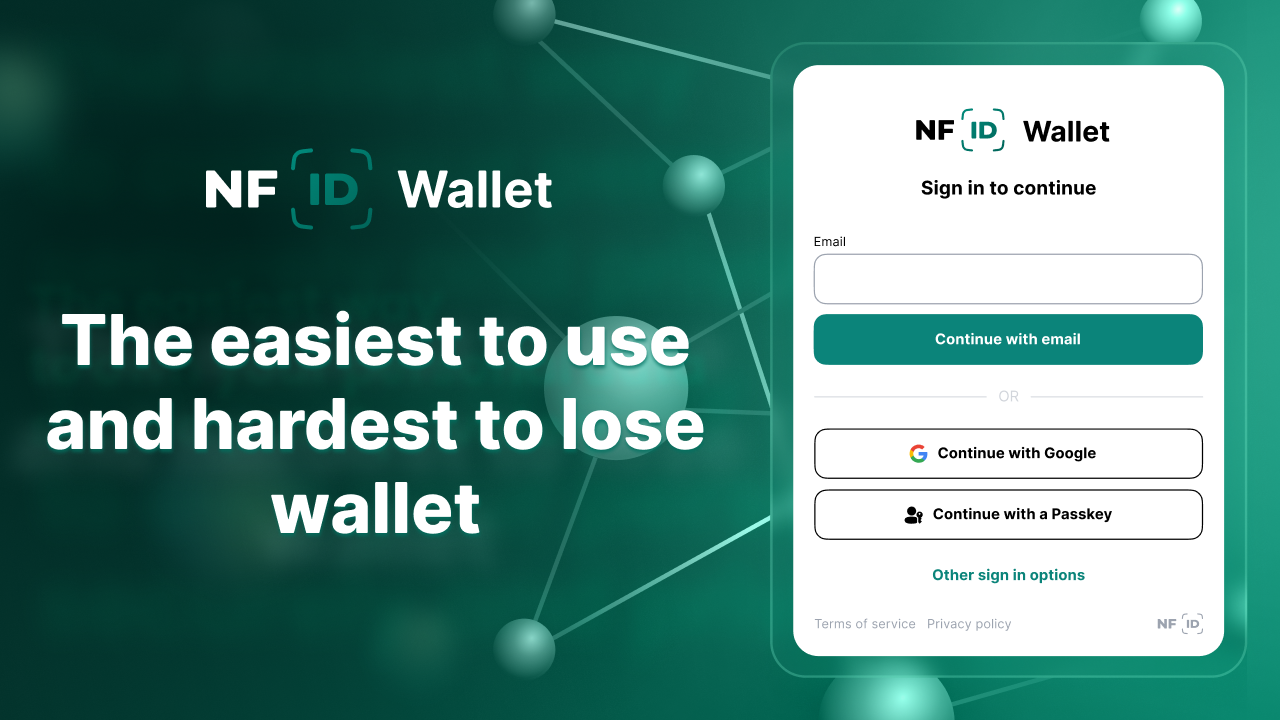 NF ID Wallet
The easiest to use
and hardest to lose
wallet
NF ID Wallet
Sign in to continue
Email
Continue with email
OR
Continue with Google
Continue with a Passkey
Other sign in options
Terms of service Privacy policy NF ID